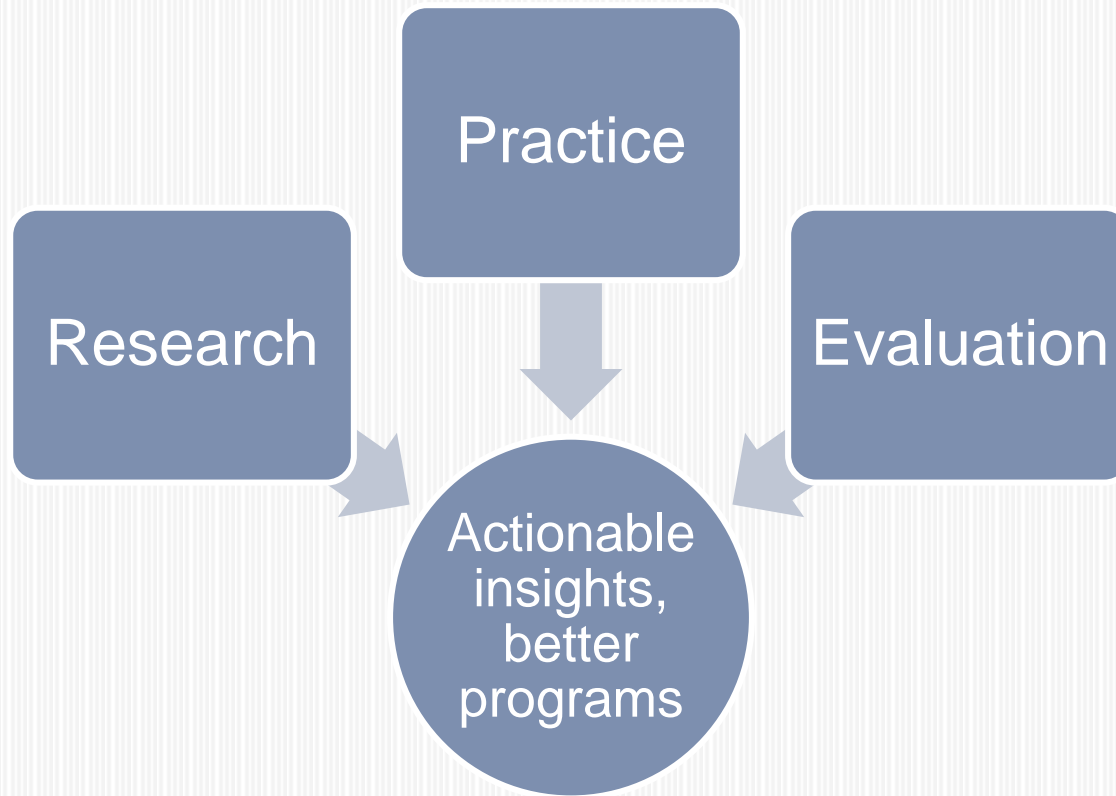 Practice
Research
Evaluation
Actionable
insights,
better
programs